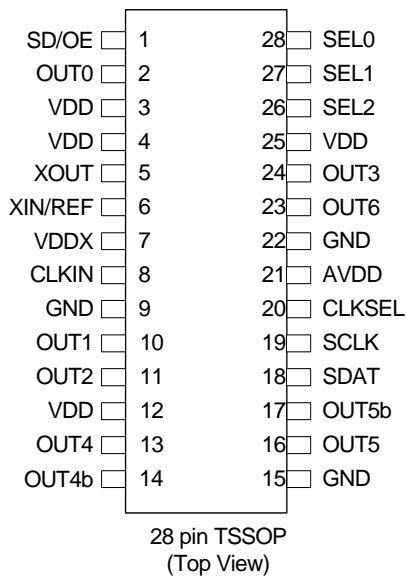 SD/OE 1 28 SEL0
OUT0 2 27 SEL1
VDD 3 26 SEL2
VDD 4 25 VDD
XOUT 5 24 OUT3
XIN/REF 6 23 OUT6
VDDX 7 22 GND
CLKIN 8 21 AVDD
GND 9 20 CLKSEL
OUT1 10 19 SCLK
OUT2 11 18 SDAT
VDD 12 17 OUT5b
OUT4 13 16 OUT5
OUT4b 14 15 GND
28 pin TSSOP
(Top View)